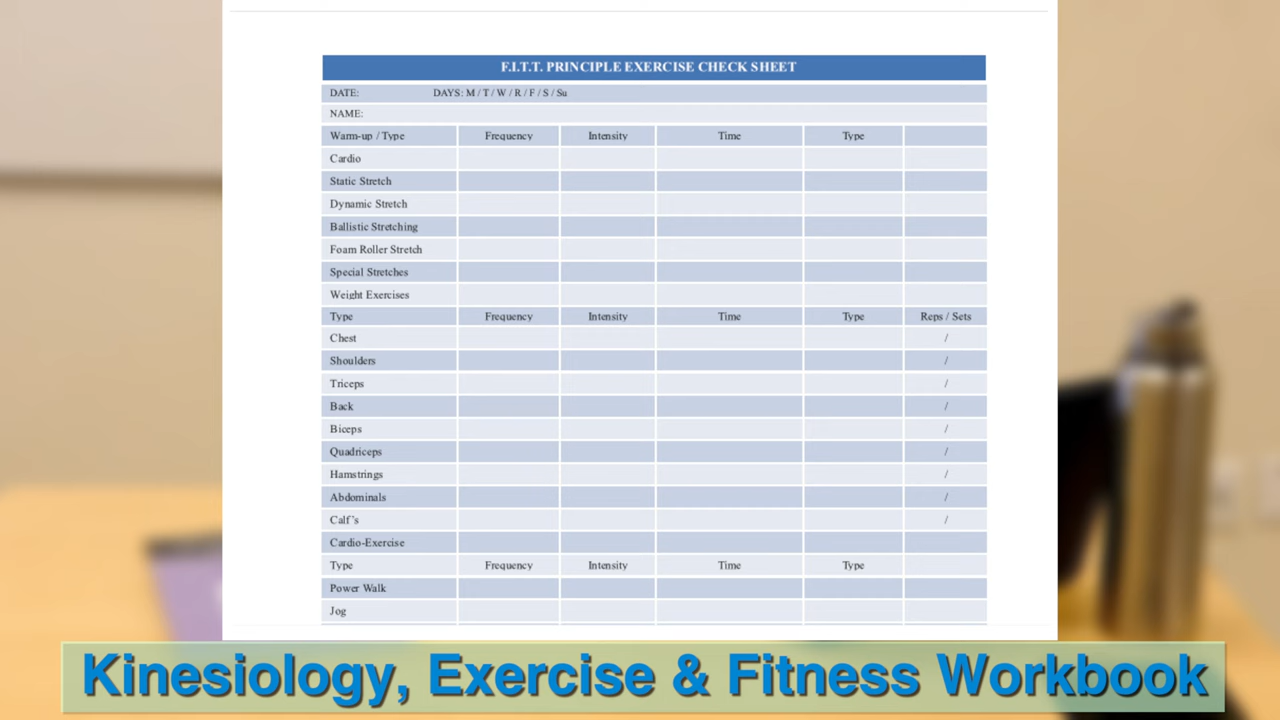 F.I.T.T. PRINCIPLE EXERCISE CHECK SHEET
DATE: DAYS: M / T / W / R / F / S / Su
NAME:
Warm-up / Type Frequency Intensity Time Type
Cardio
Static Stretch
Dynamic Stretch
Ballistic Stretching
Foam Roller Stretch
Special Stretches
Weight Exercises
Type Frequency Intensity Time Type Reps / Sets
Chest /
Shoulders /
Triceps /
Back /
Biceps /
Quadriceps /
Hamstrings /
Abdominals /
Calf's /
Cardio-Exercise
Type Frequency Intensity Time Type
Power Walk
Jog
Kinesiology, Exercise & Fitness Workbook